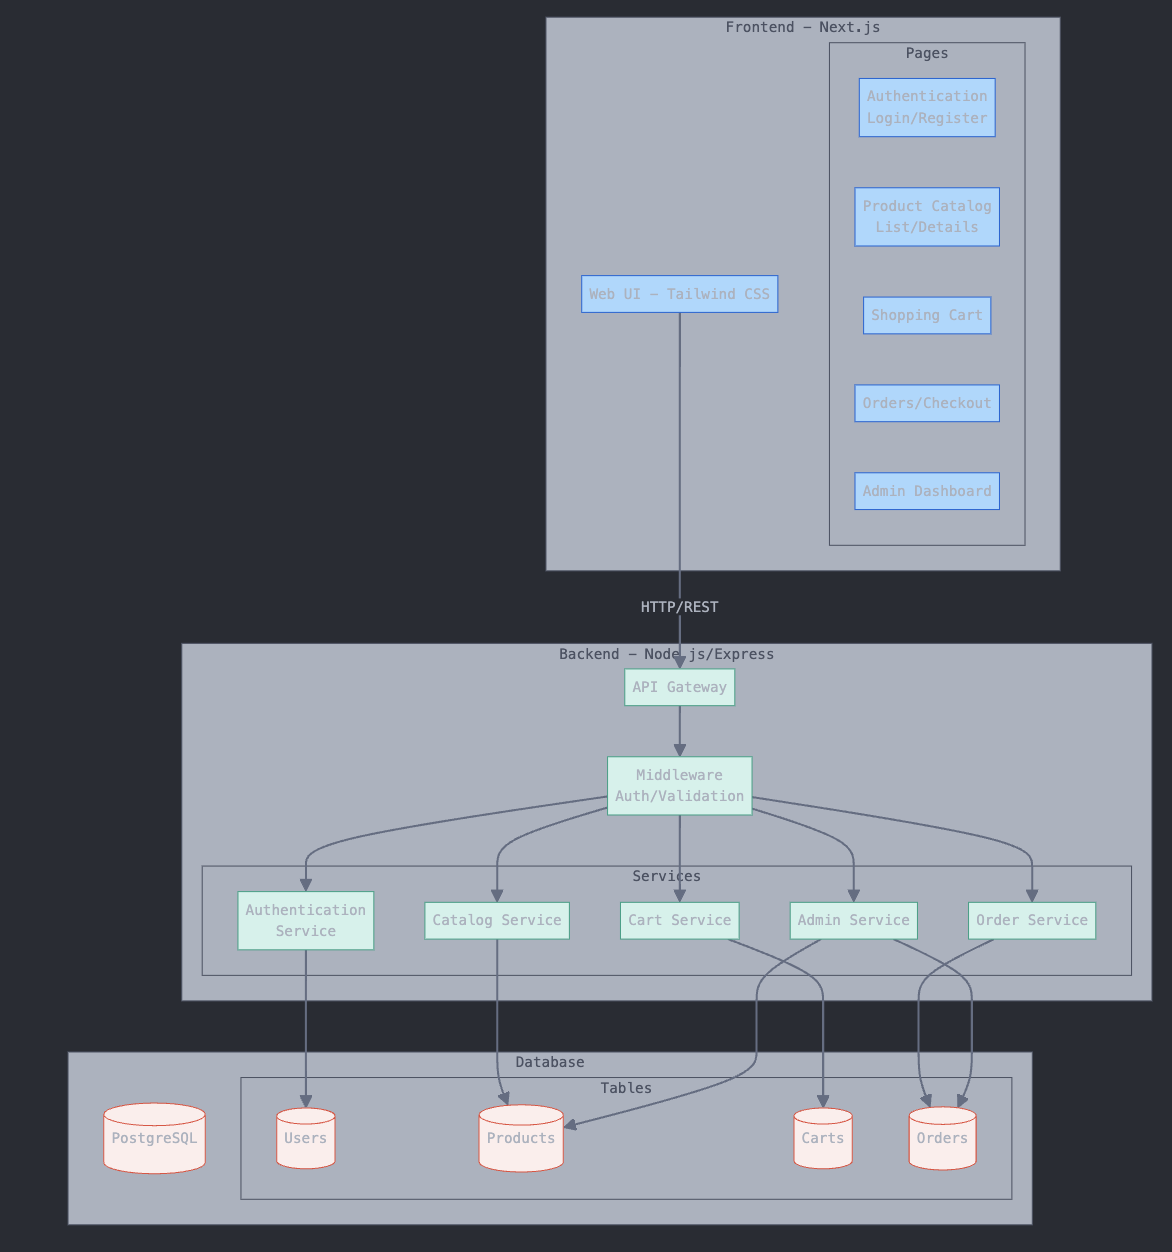 Frontend – Next.js
Pages
Authentication
Login/Register
Product Catalog
List/Details
Web UI – Tailwind CSS
Shopping Cart
Orders/Checkout
Admin Dashboard
HTTP/REST
Backend – Node.js/Express
API Gateway
Middleware
Auth/Validation
Services
Authentication
Service
Catalog Service
Cart Service
Admin Service
Order Service
Database
Tables
PostgreSQL
Users
Products
Carts
Orders